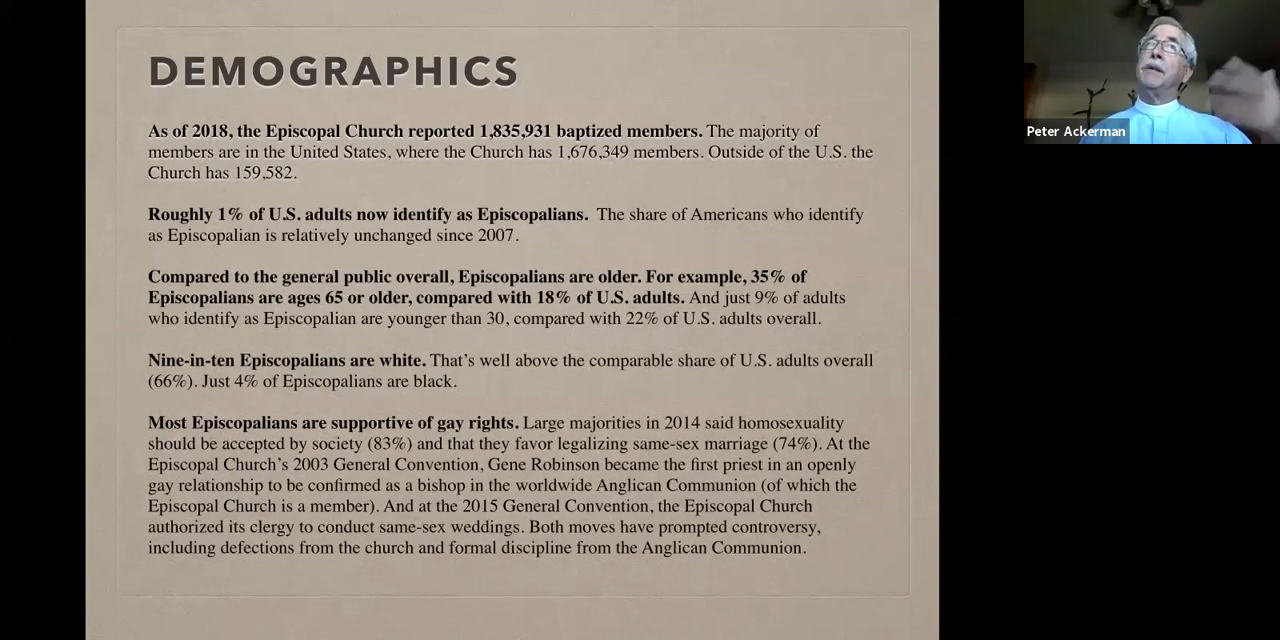 DEMOGRAPHICS
As of 2018, the Episcopal Church reported 1,835,931 baptized members. The majority of
members are in the United States, where the Church has 1,676,349 members. Outside of the U.S. the
Church has 159,582.
Roughly 1% of U.S. adults now identify as Episcopalians. The share of Americans who identify
as Episcopalian is relatively unchanged since 2007.
Compared to the general public overall, Episcopalians are older. For example, 35% of
Episcopalians are ages 65 or older, compared with 18% of U.S. adults. And just 9% of adults
who identify as Episcopalian are younger than 30, compared with 22% of U.S. adults overall.
Nine-in-ten Episcopalians are white. That’s well above the comparable share of U.S. adults overall
(66%). Just 4% of Episcopalians are black.
Most Episcopalians are supportive of gay rights. Large majorities in 2014 said homosexuality
should be accepted by society (83%) and that they favor legalizing same-sex marriage (74%). At the
Episcopal Church’s 2003 General Convention, Gene Robinson became the first priest in an openly
gay relationship to be confirmed as a bishop in the worldwide Anglican Communion (of which the
Episcopal Church is a member). And at the 2015 General Convention, the Episcopal Church
authorized its clergy to conduct same-sex weddings. Both moves have prompted controversy,
including defections from the church and formal discipline from the Anglican Communion.
Peter Ackerman